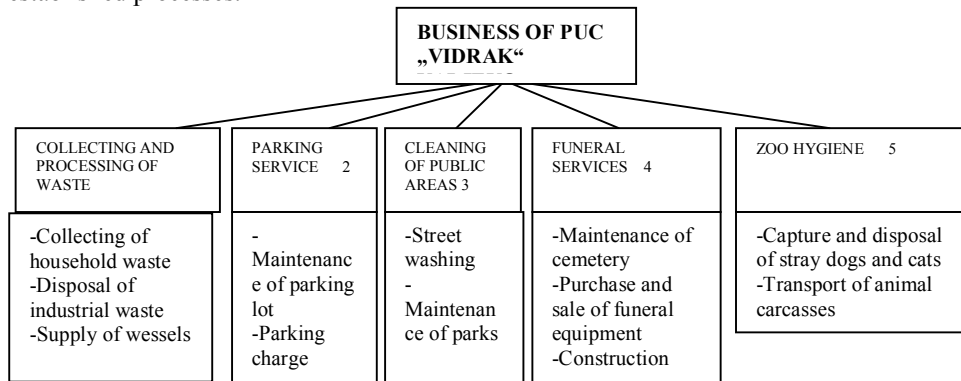 BUSINESS OF PUC
„VIDRAK“
COLLECTING AND
PROCESSING OF
WASTE
PARKING
SERVICE 2
CLEANING
OF PUBLIC
AREAS 3
FUNERAL
SERVICES 4
ZOO HYGIENE 5
-Collecting of
household waste
-Disposal of
industrial waste
-Supply of wessels
-
Maintenanc
e of parking
lot
-Parking
charge
-Street
washing
-
Maintenan
ce of parks
-Maintenance of
cemetery
-Purchase and
sale of funeral
equipment
-Construction
-Capture and disposal
of stray dogs and cats
-Transport of animal
carcasses